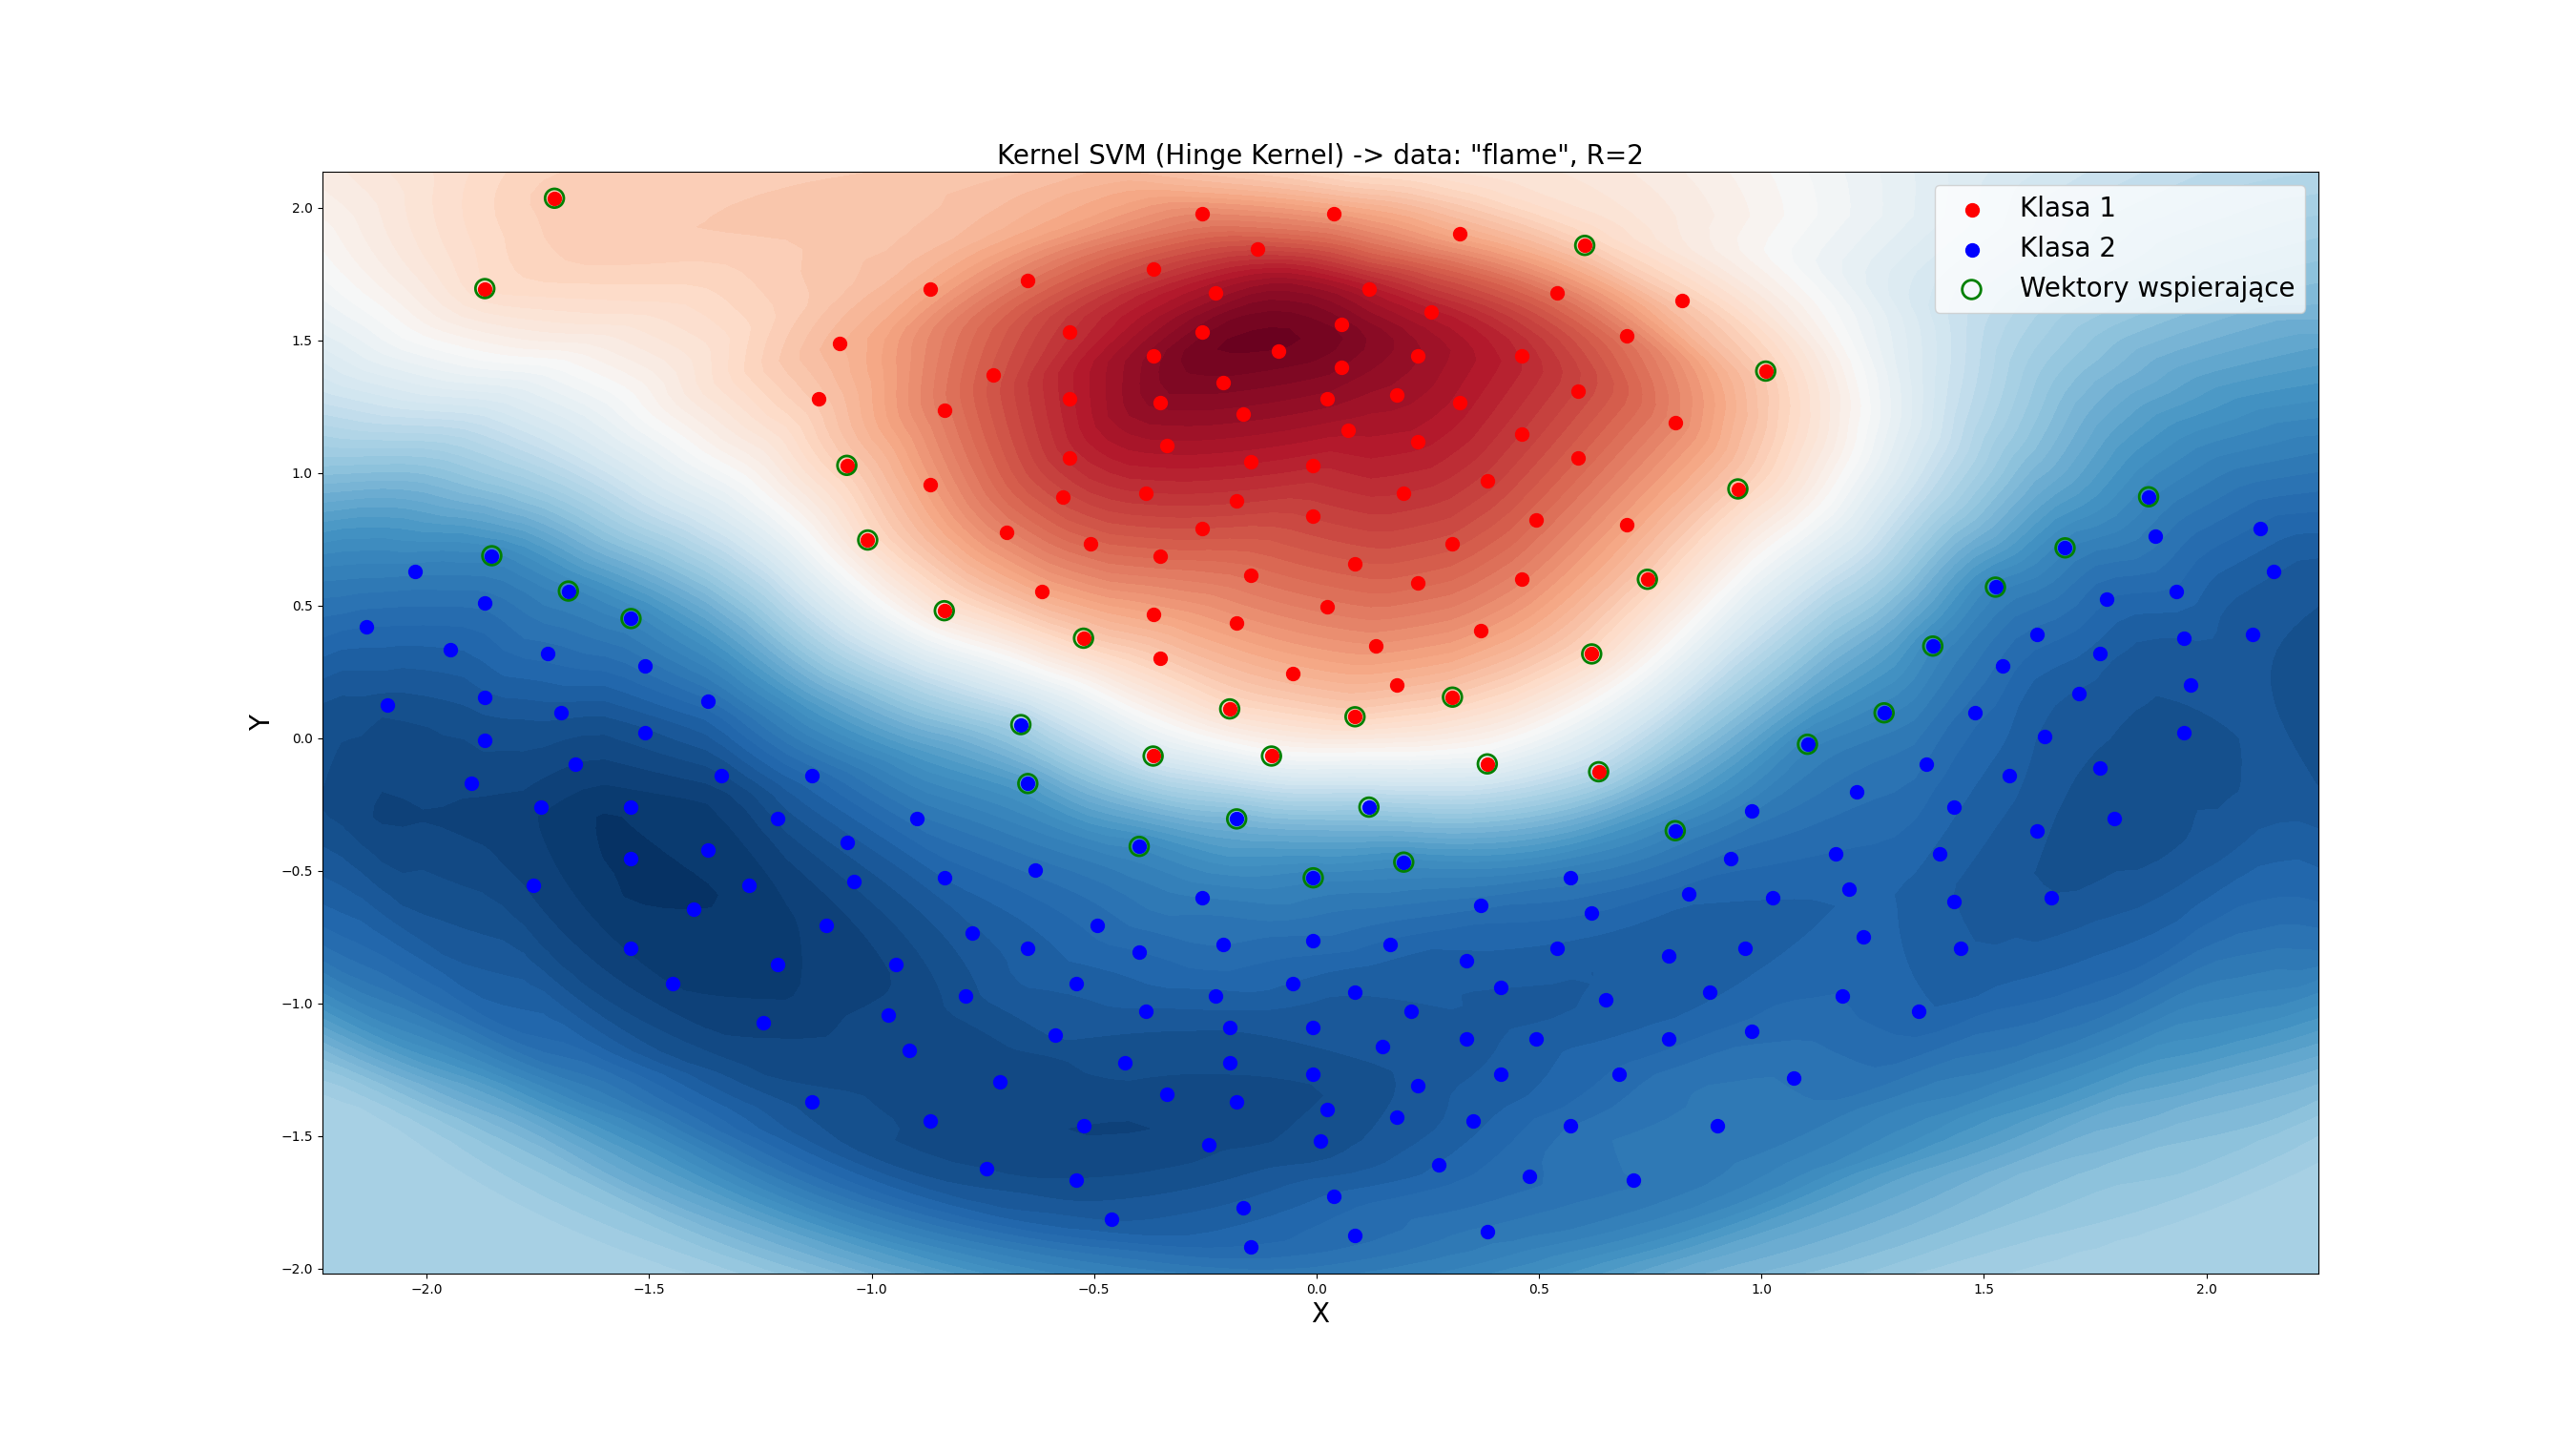 Kernel SVM (Hinge Kernel) -> data: "flame", R=2
Klasa 1
Klasa 2
Wektory wspierające
2.0
1.5
1.0
0.5
0.0
−0.5
−1.0
−1.5
−2.0
Y
−2.0 −1.5 −1.0 −0.5 0.0 0.5 1.0 1.5 2.0
X